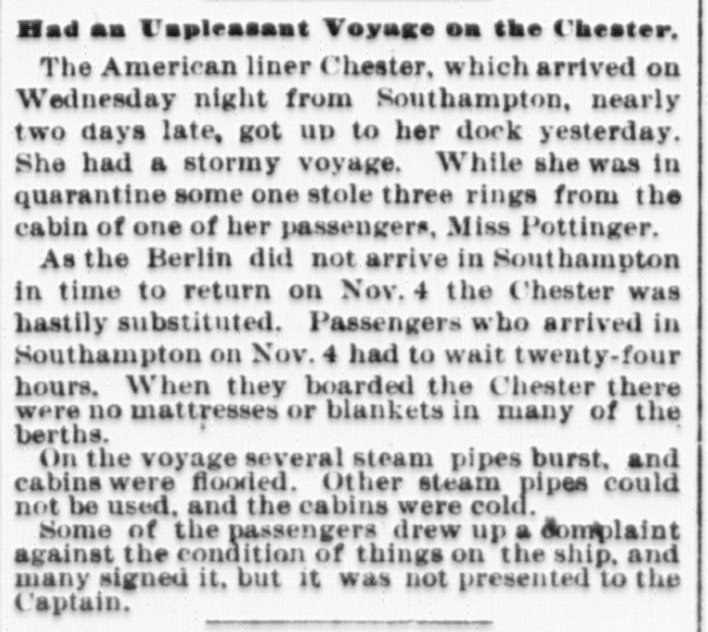 Had an Unpleasant Voyage on the Chester.
The American liner Chester, which arrived on
Wednesday night from Southampton, nearly
two days late, got up to her dock yesterday.
She had a stormy voyage. While she was in
quarantine some one stole three rings from the
cabin of one of her passengers, Miss Pottinger.
As the Berlin did not arrive in Southampton
in time to return on Nov. 4 the Chester was
hastily substituted. Passengers who arrived in
Southampton on Nov. 4 had to wait twenty-four
hours. When they boarded the Chester there
were no mattresses or blankets in many of the
berths.
On the voyage several steam pipes burst, and
cabins were flooded. Other steam pipes could
not be used, and the cabins were cold.
Some of the passengers drew up a complaint
against the condition of things on the ship, and
many signed it, but it was not presented to the
Captain.